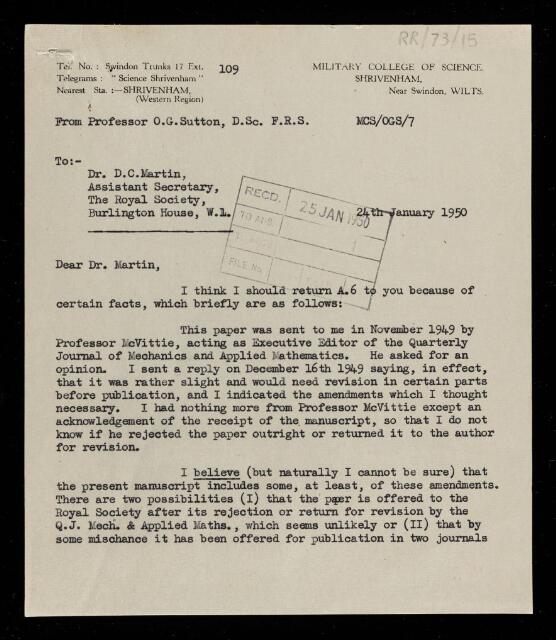 RR/73/15
Tel. No. : Swindon Trunks 17 Ext. 109
Telegrams : "Science Shrivenham"
Nearest Sta. :—SHRIVENHAM,
(Western Region)
MILITARY COLLEGE OF SCIENCE
SHRIVENHAM,
Near Swindon, WILTS.
From Professor O.G.Sutton, D.Sc. F.R.S. MCS/OGS/7
To:-
Dr. D.C.Martin,
Assistant Secretary,
The Royal Society,
Burlington House, W.1.
RECD. 25 JAN 1950
TO ANS.
FILE No.
24th January 1950
Dear Dr. Martin,
I think I should return A.6 to you because of
certain facts, which briefly are as follows:
This paper was sent to me in November 1949 by
Professor McVittie, acting as Executive Editor of the Quarterly
Journal of Mechanics and Applied Mathematics. He asked for an
opinion. I sent a reply on December 16th 1949 saying, in effect,
that it was rather slight and would need revision in certain parts
before publication, and I indicated the amendments which I thought
necessary. I had nothing more from Professor McVittie except an
acknowledgement of the receipt of the manuscript, so that I do not
know if he rejected the paper outright or returned it to the author
for revision.
I believe (but naturally I cannot be sure) that
the present manuscript includes some, at least, of these amendments.
There are two possibilities (I) that the paper is offered to the
Royal Society after its rejection or return for revision by the
Q.J. Mech. & Applied Maths., which seems unlikely or (II) that by
some mischance it has been offered for publication in two journals